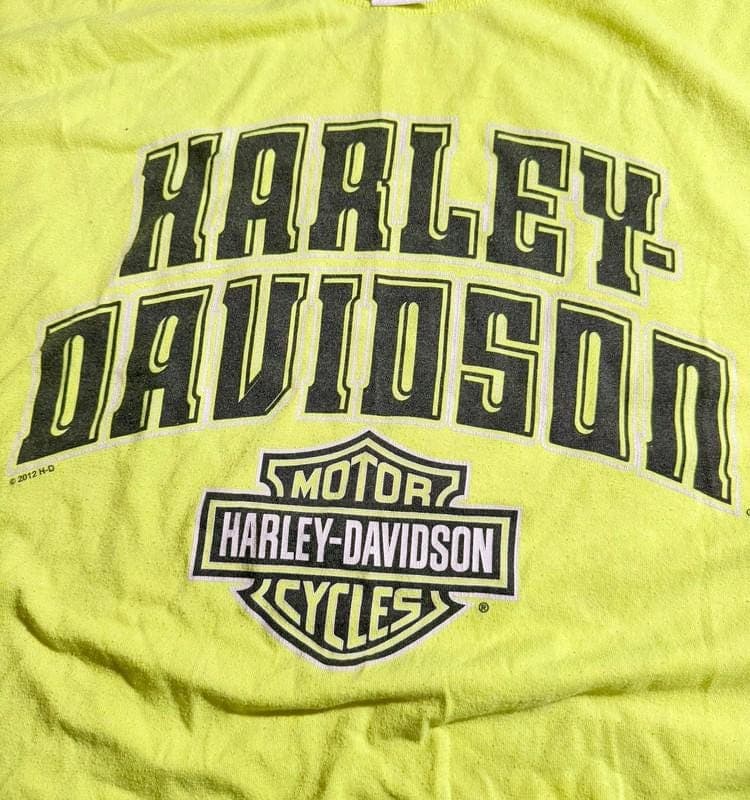 HARLEY-
DAVIDSON
© 2012 H-D
MOTOR
HARLEY-DAVIDSON
CYCLES
®